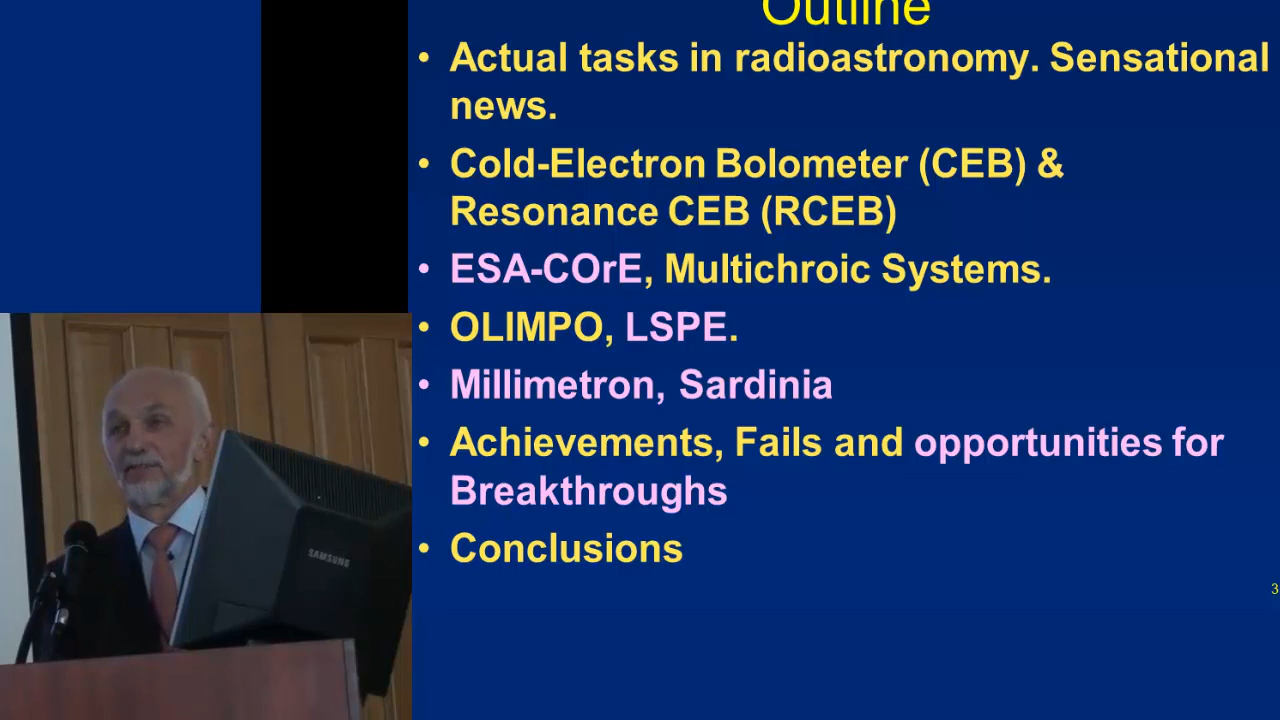 Outline
• Actual tasks in radioastronomy. Sensational
news.
• Cold-Electron Bolometer (CEB) &
Resonance CEB (RCEB)
• ESA-COrE, Multichroic Systems.
• OLIMPO, LSPE.
• Millimetron, Sardinia
• Achievements, Fails and opportunities for
Breakthroughs
• Conclusions
3
SAMSUNG